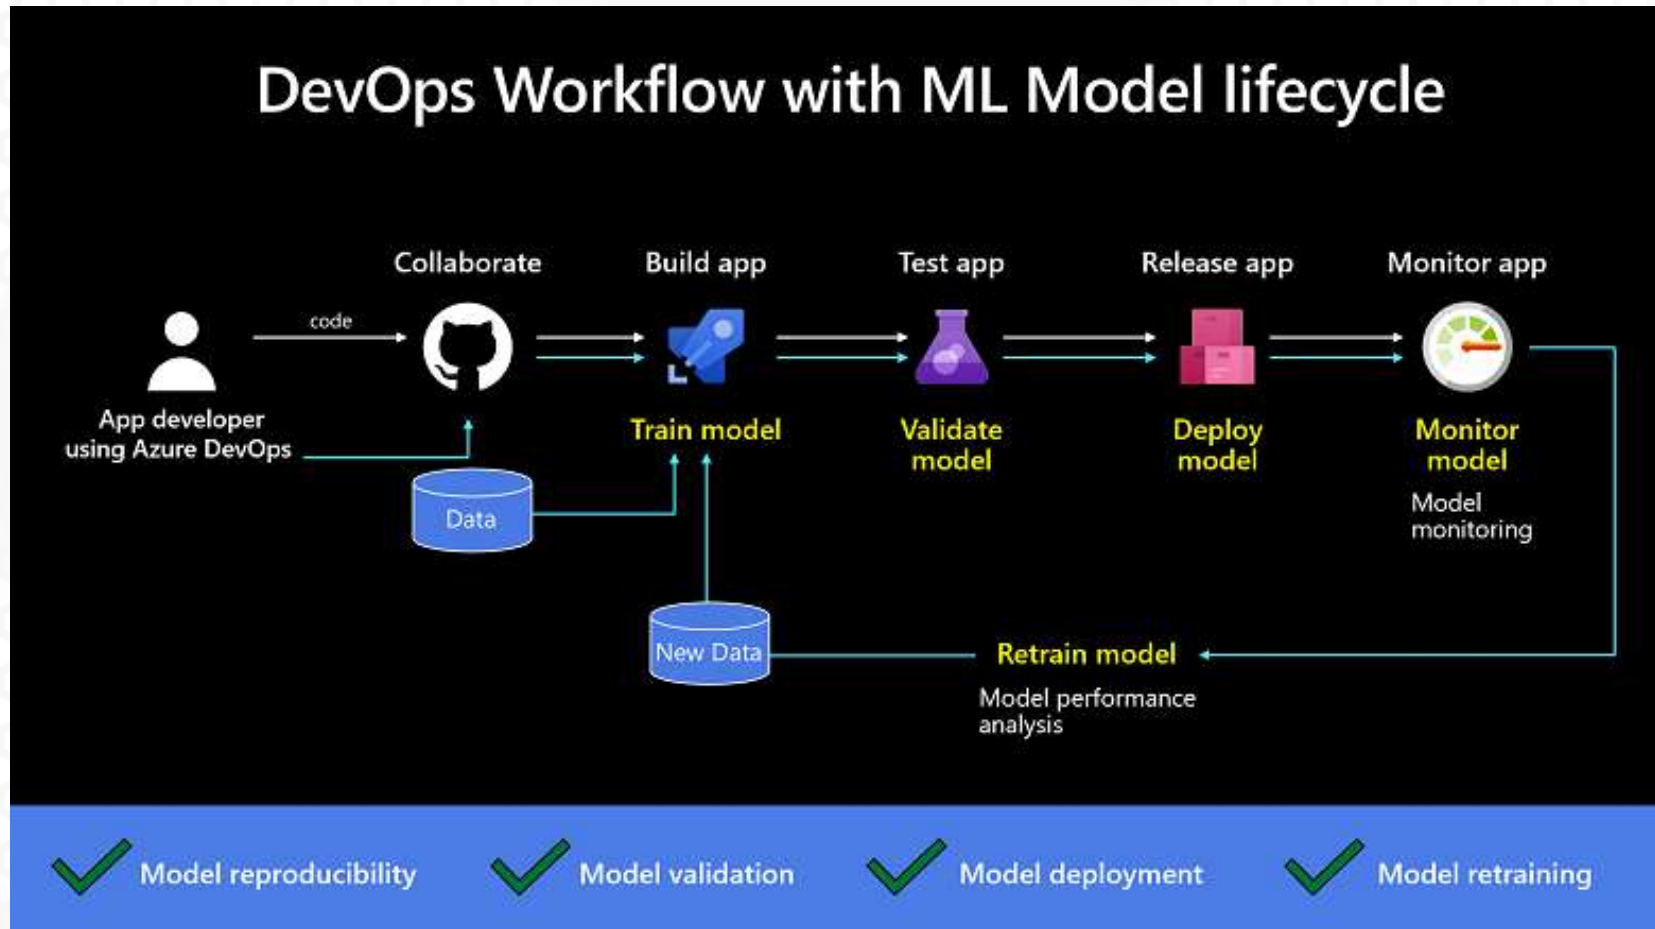 DevOps Workflow with ML Model lifecycle
Collaborate
Build app
Test app
Release app
Monitor app
code
App developer
using Azure DevOps
Train model
Validate
model
Deploy
model
Monitor
model
Model
monitoring
Data
New Data
Retrain model
Model performance
analysis
Model reproducibility
Model validation
Model deployment
Model retraining